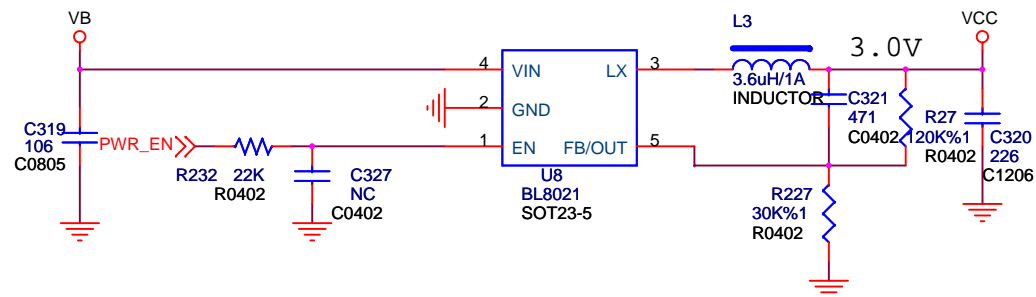 VB
L3
VCC
3.0V
4
VIN
LX
3
3.6uH/1A
INDUCTOR
2
GND
C321
471
C0402
R27
120K%1
R0402
C320
226
C1206
C319
106
C0805
PWR_EN
1
EN
FB/OUT
5
R232
22K
R0402
C327
NC
C0402
U8
BL8021
SOT23-5
R227
30K%1
R0402